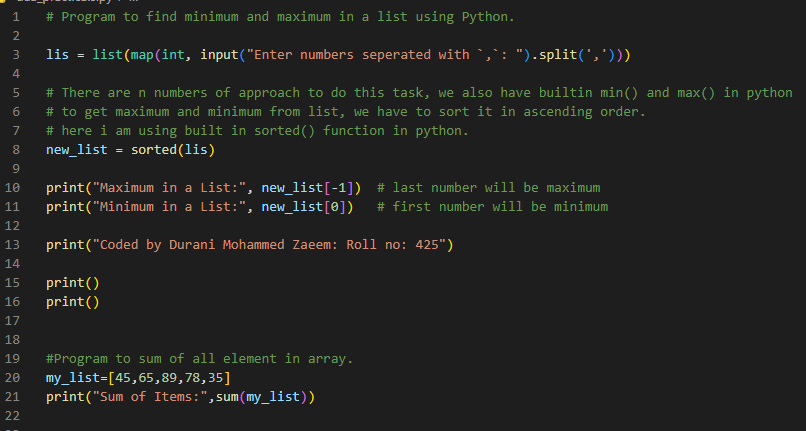 1 # Program to find minimum and maximum in a list using Python.
2
3 lis = list(map(int, input("Enter numbers seperated with `,`: ").split(',')))
4
5 # There are n numbers of approach to do this task, we also have builtin min() and max() in python
6 # to get maximum and minimum from list, we have to sort it in ascending order.
7 # here i am using built in sorted() function in python.
8 new_list = sorted(lis)
9
10 print("Maximum in a List:", new_list[-1])  # last number will be maximum
11 print("Minimum in a List:", new_list[0])   # first number will be minimum
12
13 print("Coded by Durani Mohammed Zaeem: Roll no: 425")
14
15 print()
16 print()
17
18
19 #Program to sum of all element in array.
20 my_list=[45,65,89,78,35]
21 print("Sum of Items:",sum(my_list))
22